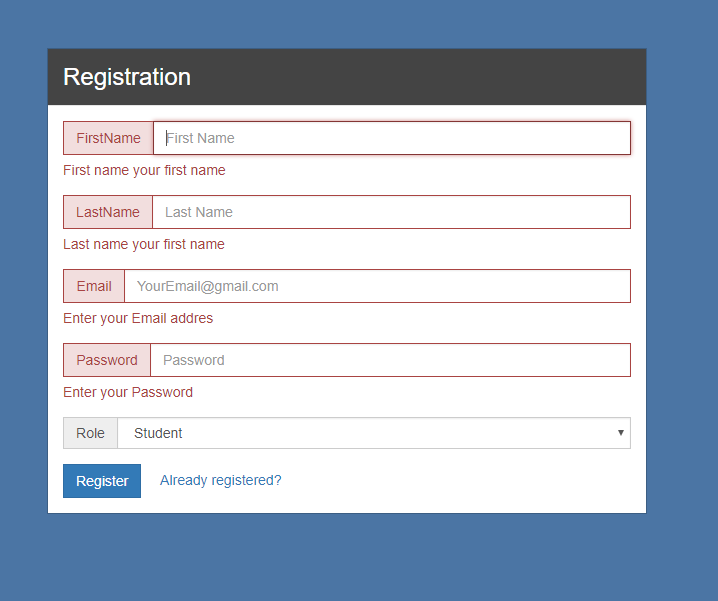 Registration
FirstName First Name
First name your first name
LastName Last Name
Last name your first name
Email YourEmail@gmail.com
Enter your Email addres
Password Password
Enter your Password
Role Student
Register Already registered?